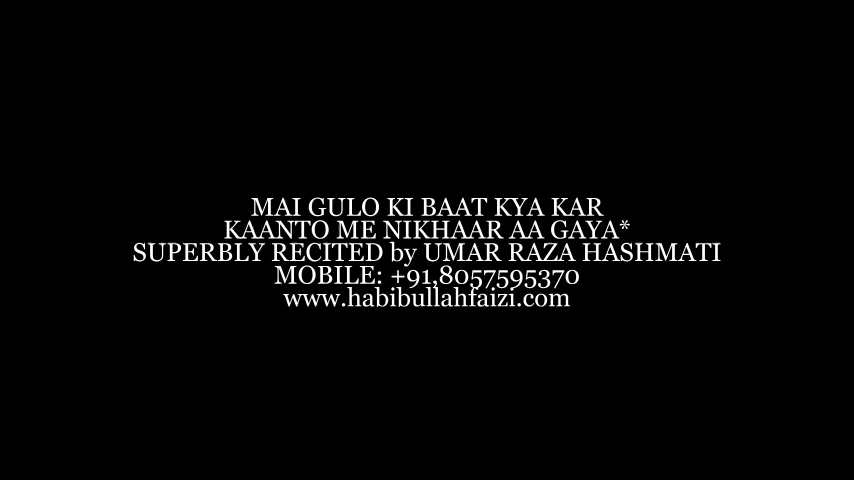 MAI GULO KI BAAT KYA KAR
KAANTO ME NIKHAAR AA GAYA*
SUPERBLY RECITED by UMAR RAZA HASHMATI
MOBILE: +91,8057595370
www.habibullahfaizi.com